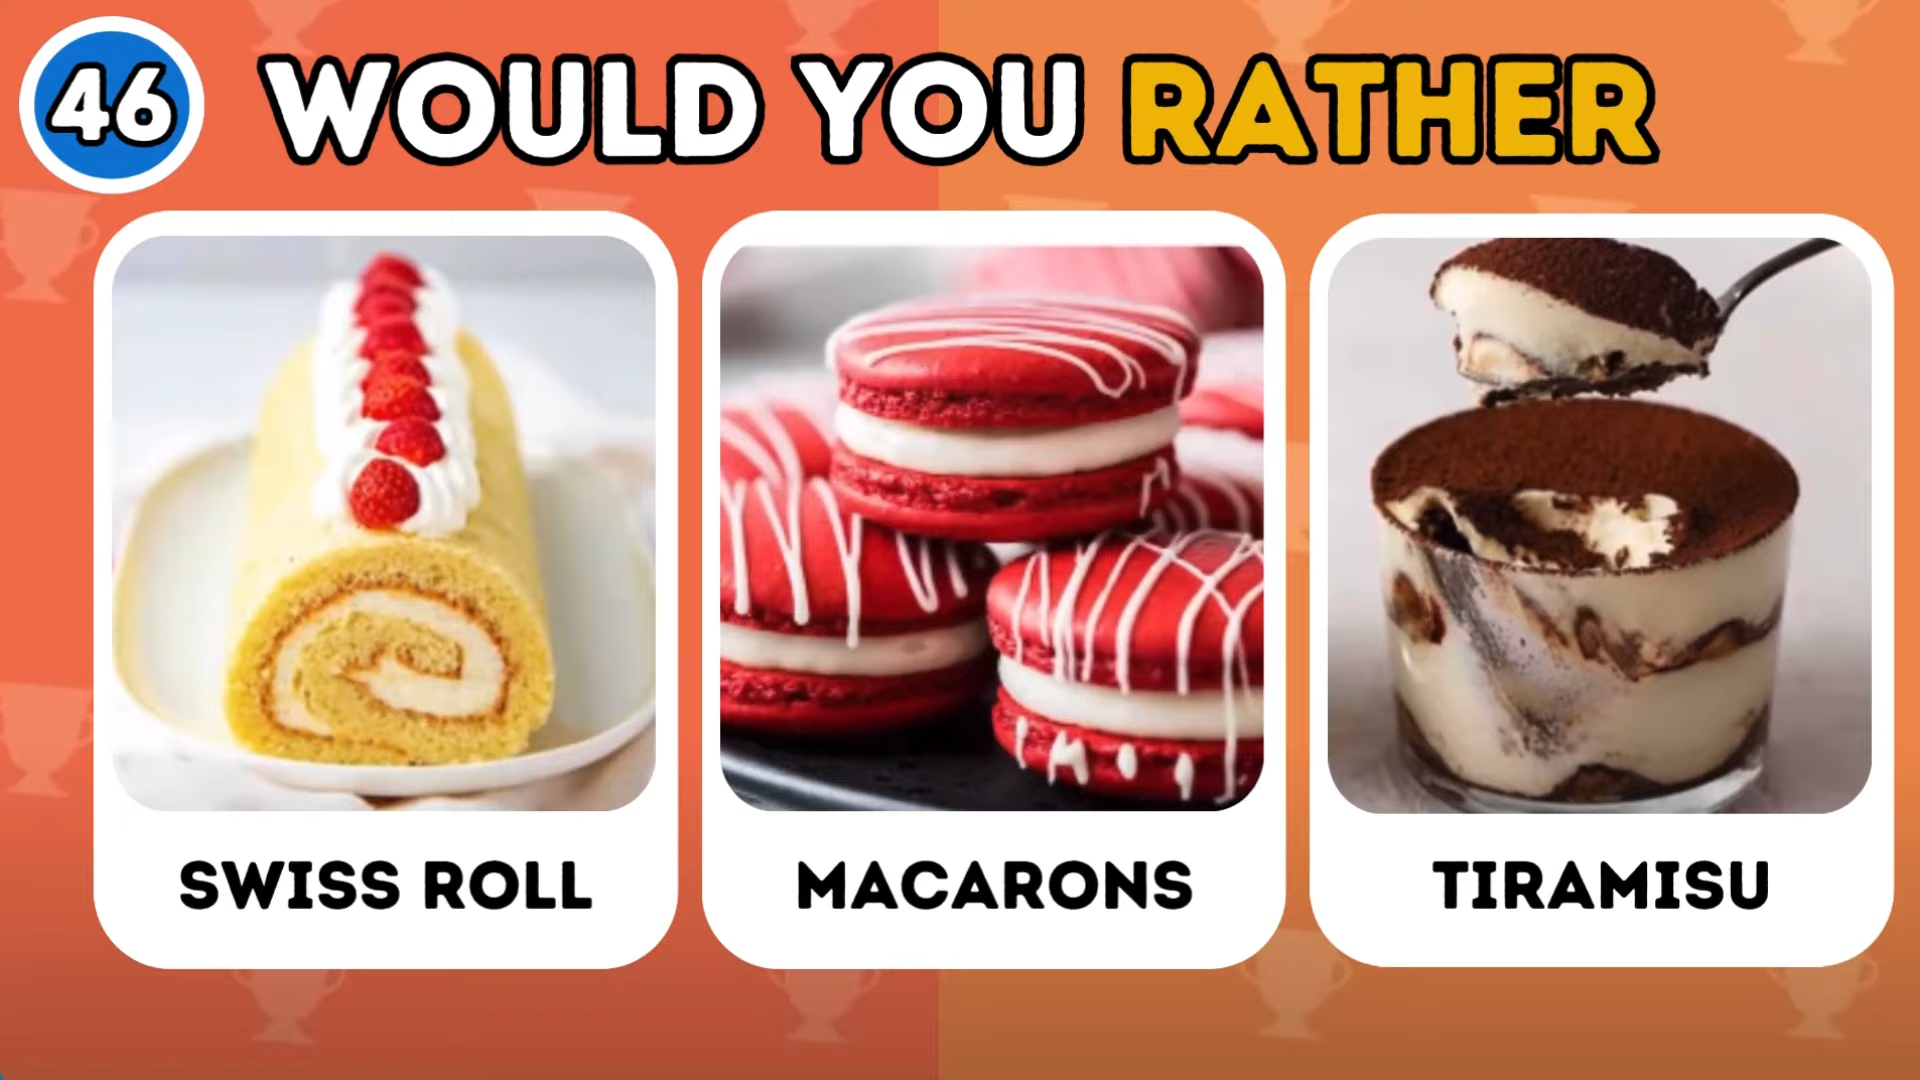 46
WOULD YOU RATHER
SWISS ROLL
MACARONS
TIRAMISU